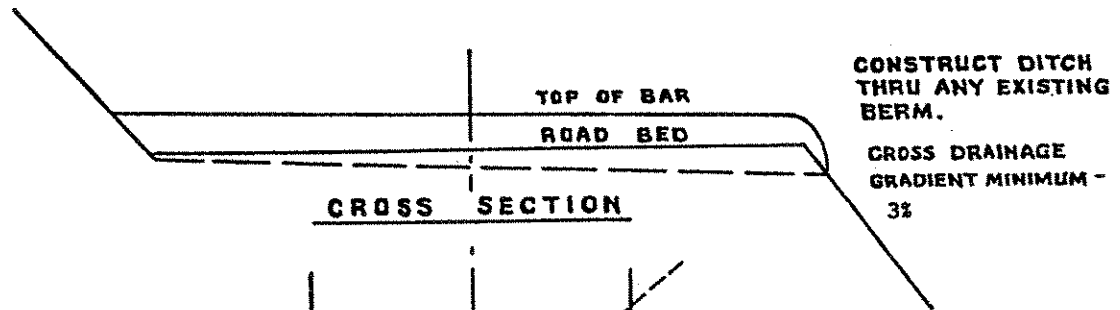 TOP OF BAR
ROAD BED
CROSS SECTION
CONSTRUCT DITCH
THRU ANY EXISTING
BERM.
CROSS DRAINAGE
GRADIENT MINIMUM -
3%